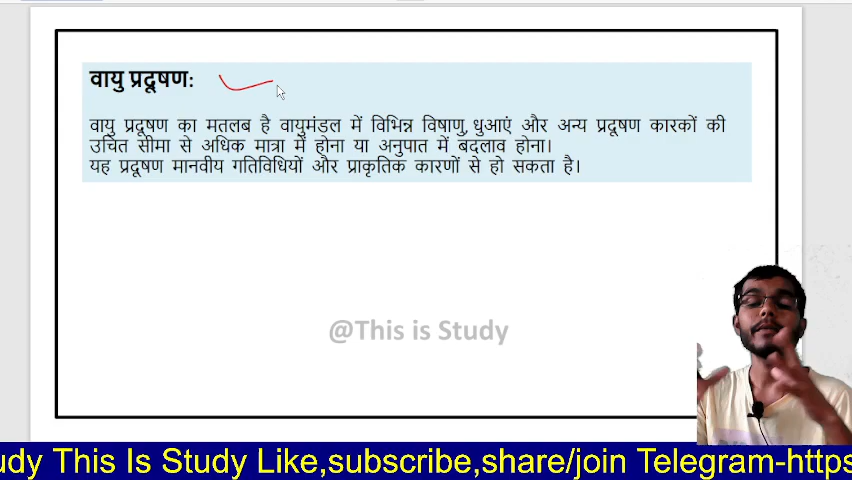 वायु प्रदूषण:
वायु प्रदूषण का मतलब है वायुमंडल में विभिन्न विषाणु, धुआएं और अन्य प्रदूषण कारकों की
उचित सीमा से अधिक मात्रा में होना या अनुपात में बदलाव होना।
यह प्रदूषण मानवीय गतिविधियों और प्राकृतिक कारणों से हो सकता है।
@This is Study
udy This Is Study Like,subscribe,share/join Telegram-https